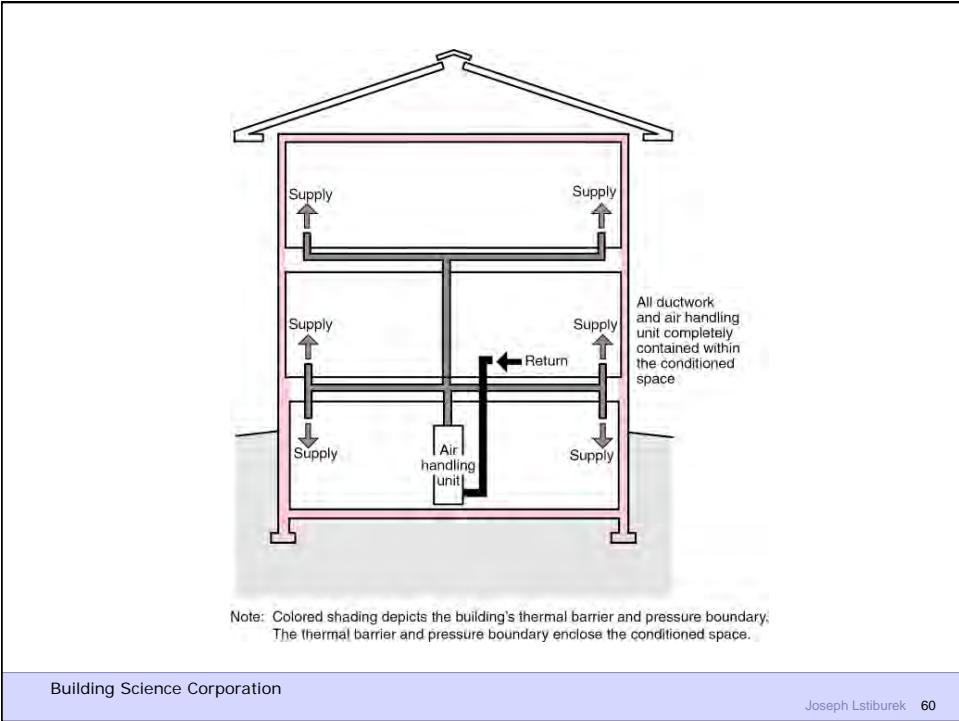 Supply
Supply
Supply
Supply
Return
All ductwork
and air handling
unit completely
contained within
the conditioned
space
Supply
Supply
Air
handling
unit
Note: Colored shading depicts the building's thermal barrier and pressure boundary.
The thermal barrier and pressure boundary enclose the conditioned space.
Building Science Corporation
Joseph Lstiburek 60